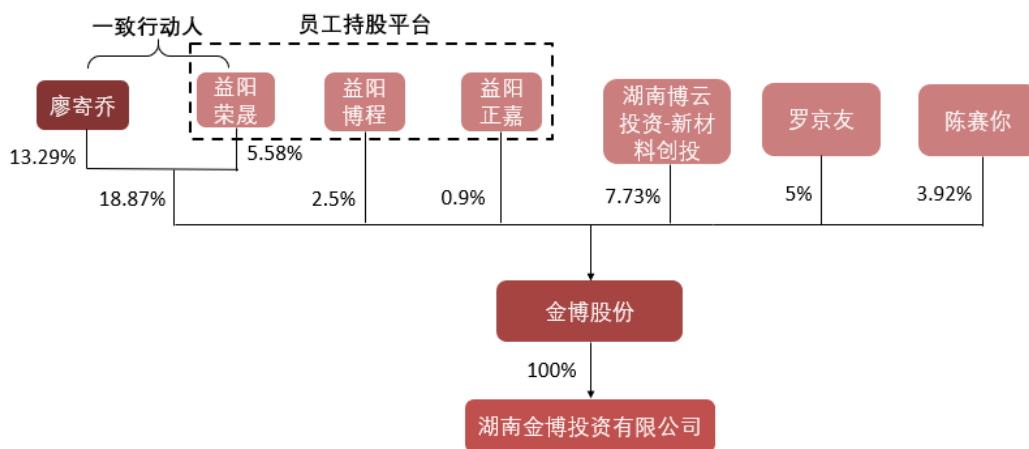 一致行动人
员工持股平台
廖寄乔
益阳
荣晟
益阳
博程
益阳
正嘉
湖南博云
投资-新材
料创投
罗京友
陈赛你
13.29%
5.58%
18.87%
2.5%
0.9%
7.73%
5%
3.92%
金博股份
100%
湖南金博投资有限公司